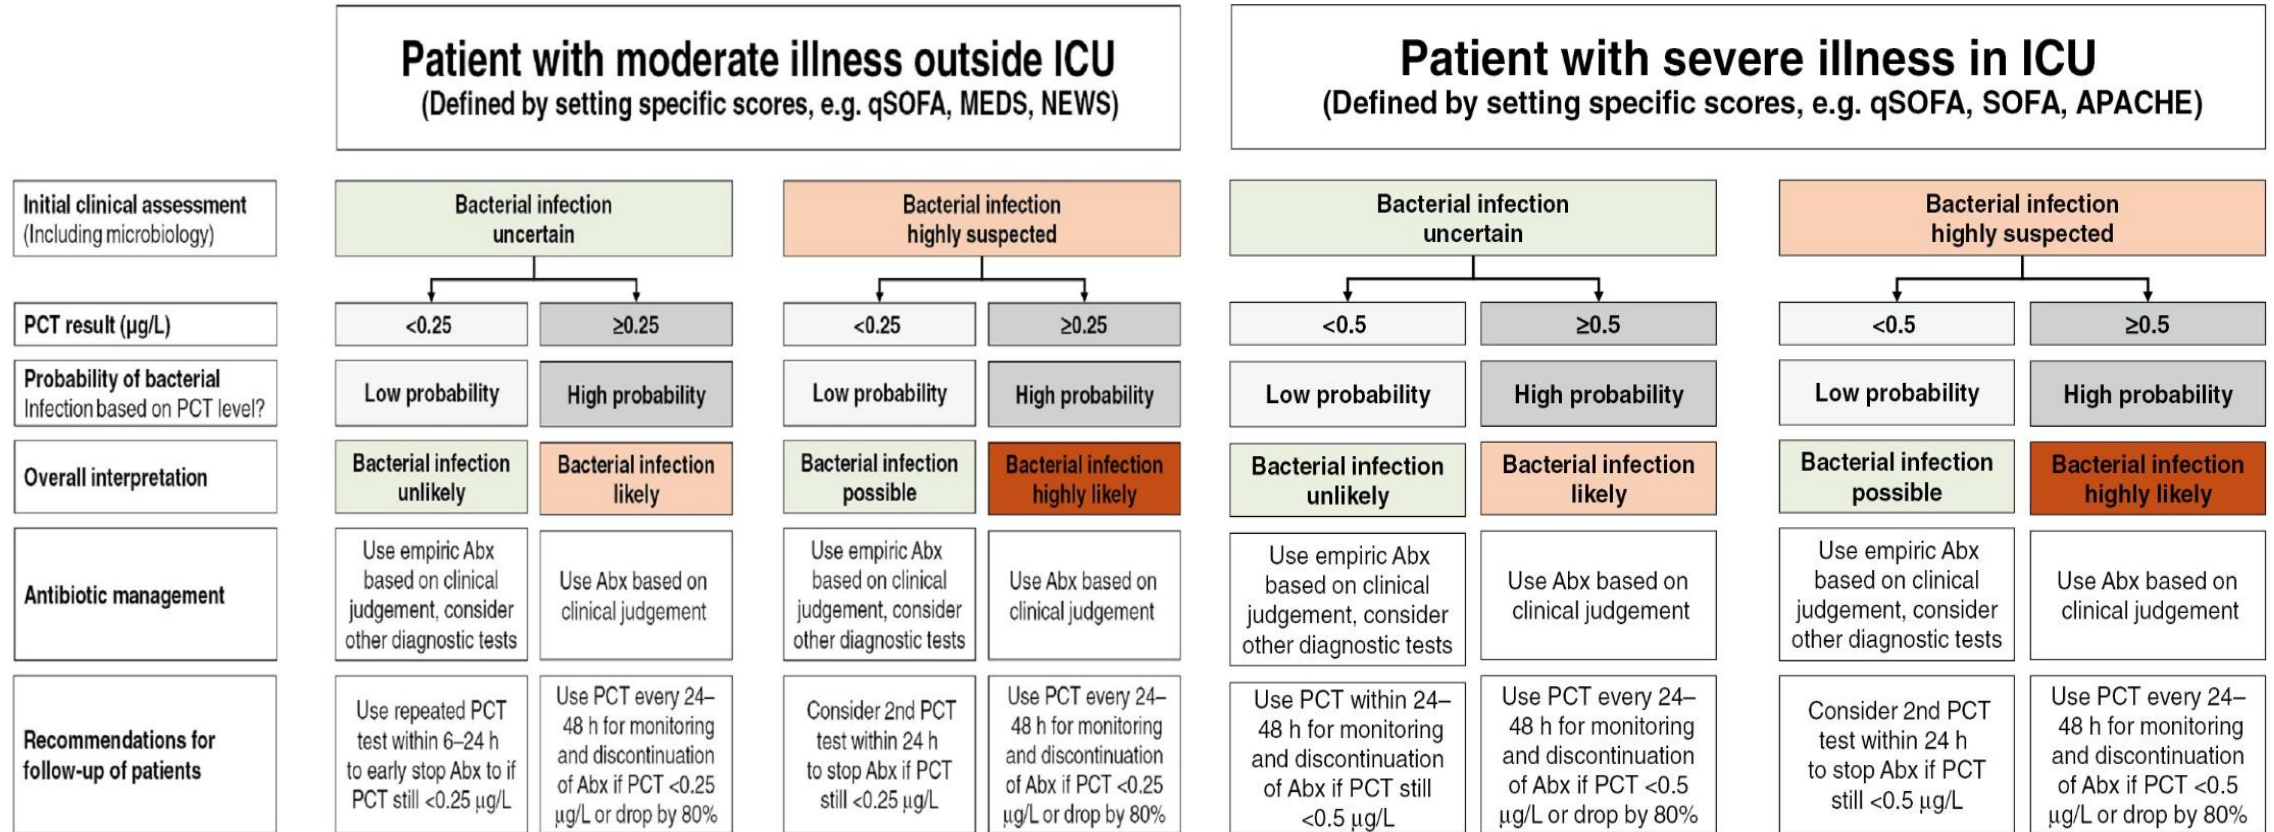 Patient with moderate illness outside ICU
(Defined by setting specific scores, e.g. qSOFA, MEDS, NEWS)
Patient with severe illness in ICU
(Defined by setting specific scores, e.g. qSOFA, SOFA, APACHE)
Initial clinical assessment
(Including microbiology)
Bacterial infection
uncertain
Bacterial infection
highly suspected
Bacterial infection
uncertain
Bacterial infection
highly suspected
PCT result (µg/L)
<0.25
≥0.25
<0.25
≥0.25
<0.5
≥0.5
<0.5
≥0.5
Probability of bacterial
Infection based on PCT level?
Low probability
High probability
Low probability
High probability
Low probability
High probability
Low probability
High probability
Overall interpretation
Bacterial infection
unlikely
Bacterial infection
likely
Bacterial infection
possible
Bacterial infection
highly likely
Bacterial infection
unlikely
Bacterial infection
likely
Bacterial infection
possible
Bacterial infection
highly likely
Antibiotic management
Use empiric Abx
based on clinical
judgement, consider
other diagnostic tests
Use Abx based on
clinical judgement
Use empiric Abx
based on clinical
judgement, consider
other diagnostic tests
Use Abx based on
clinical judgement
Use empiric Abx
based on clinical
judgement, consider
other diagnostic tests
Use Abx based on
clinical judgement
Use empiric Abx
based on clinical
judgement, consider
other diagnostic tests
Use Abx based on
clinical judgement
Recommendations for
follow-up of patients
Use repeated PCT
test within 6–24 h
to early stop Abx to if
PCT still <0.25 µg/L
Use PCT every 24–
48 h for monitoring
and discontinuation
of Abx if PCT <0.25
µg/L or drop by 80%
Consider 2nd PCT
test within 24 h
to stop Abx if PCT
still <0.25 µg/L
Use PCT every 24–
48 h for monitoring
and discontinuation
of Abx if PCT <0.25
µg/L or drop by 80%
Use PCT within 24–
48 h for monitoring
and discontinuation
of Abx if PCT still
<0.5 µg/L
Use PCT every 24–
48 h for monitoring
and discontinuation
of Abx if PCT <0.5
µg/L or drop by 80%
Consider 2nd PCT
test within 24 h
to stop Abx if PCT
still <0.5 µg/L
Use PCT every 24–
48 h for monitoring
and discontinuation
of Abx if PCT <0.5
µg/L or drop by 80%